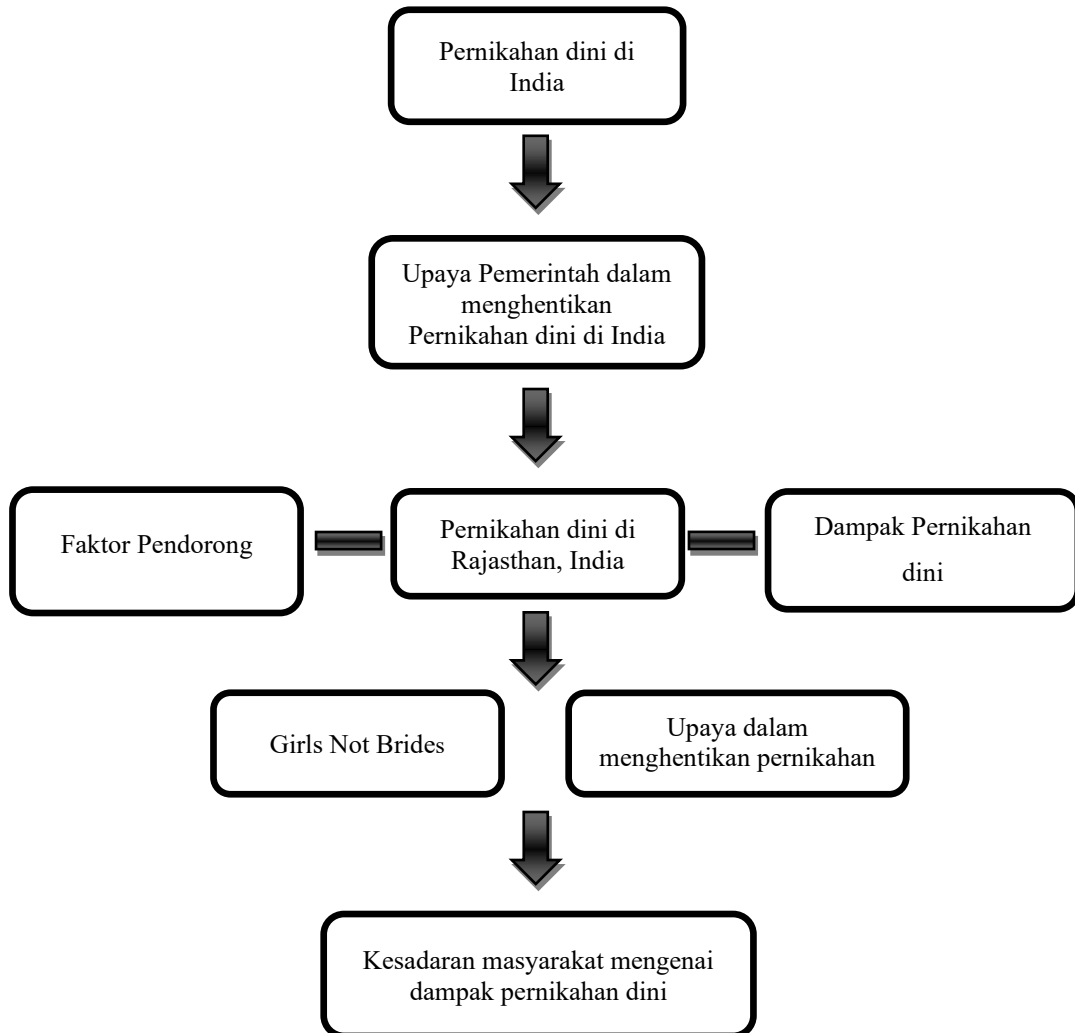 Pernikahan dini di
India
Upaya Pemerintah dalam
menghentikan
Pernikahan dini di India
Faktor Pendorong
Pernikahan dini di
Rajasthan, India
Dampak Pernikahan
dini
Girls Not Brides
Upaya dalam
menghentikan pernikahan
Kesadaran masyarakat mengenai
dampak pernikahan dini